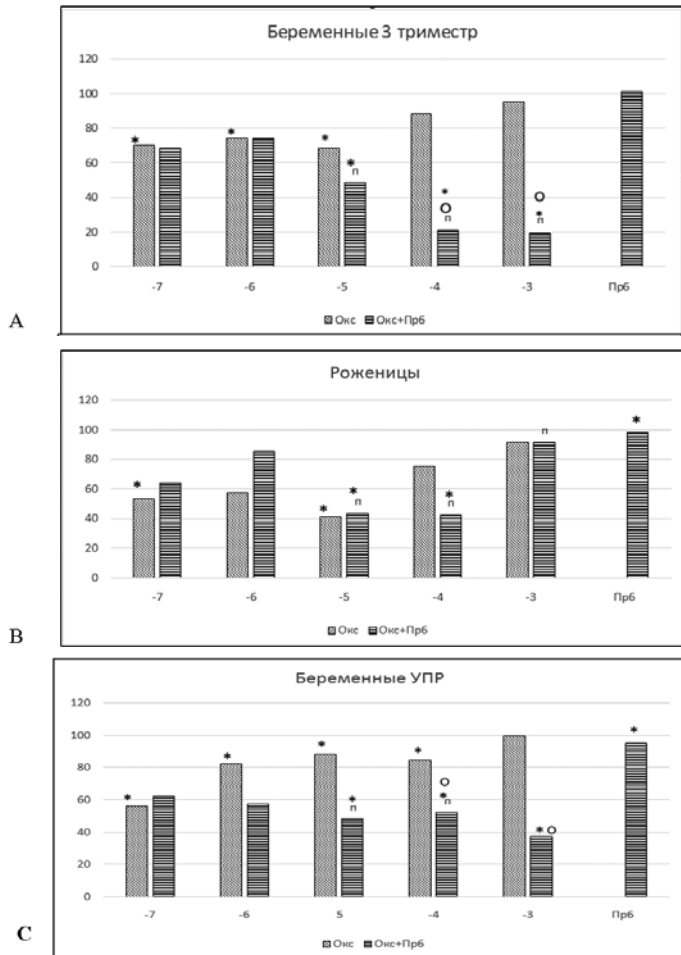 Беременные 3 триместр
120
100
80
60
40
20
0
* * * * п * О п О * п
-7 -6 -5 -4 -3 Прб
Окс Окс+Прб
А
Роженицы
120
100
80
60
40
20
0
* * * п * п п *
-7 -6 -5 -4 -3 Прб
Окс Окс+Прб
В
Беременные УПР
120
100
80
60
40
20
0
* * * * п * О * п * О *
-7 -6 5 -4 -3 Прб
Окс Окс+Прб
С